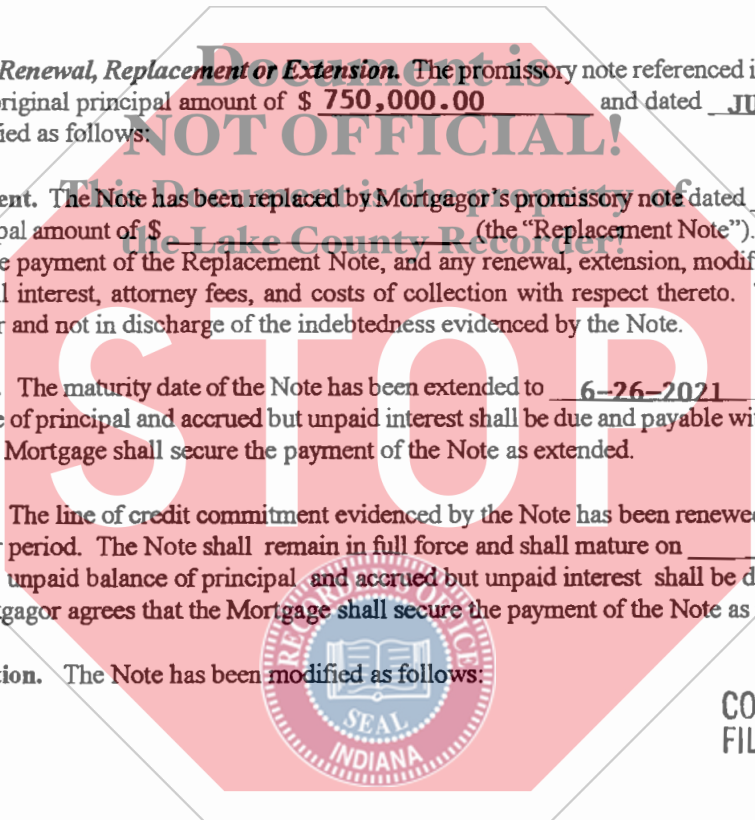 Renewal, Replacement or Extension. The promissory note referenced
original principal amount of $ 750,000.00 and dated JU
ied as follows:
Document is
NOT OFFICIAL!
This Document is the property of
the Lake County Recorder!
ent. The Note has been replaced by Mortgagor's promissory note dated
pal amount of $ (the "Replacement Note").
e payment of the Replacement Note, and any renewal, extension, modif
l interest, attorney fees, and costs of collection with respect thereto.
r and not in discharge of the indebtedness evidenced by the Note.
The maturity date of the Note has been extended to 6-26-2021
e of principal and accrued but unpaid interest shall be due and payable wi
Mortgage shall secure the payment of the Note as extended.
STOP
The line of credit commitment evidenced by the Note has been renewe
period. The Note shall remain in full force and shall mature on
unpaid balance of principal and accrued but unpaid interest shall be d
gagor agrees that the Mortgage shall secure the payment of the Note as
tion. The Note has been modified as follows:
RECORDER'S OFFICE
SEAL
INDIANA
CO
FIL